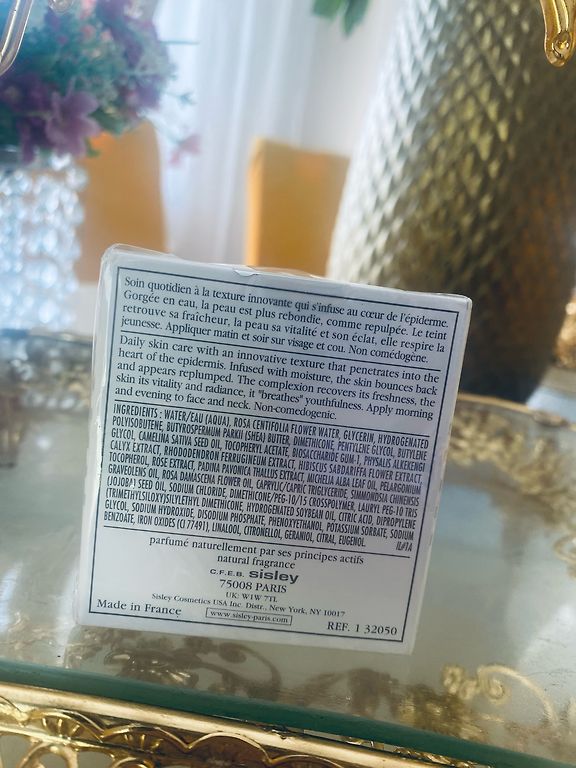 Soin quotidien à la texture innovante qui s'infuse au cœur de l'épiderme.
Gorgée en eau, la peau est plus rebondie, comme repulpée. Le teint
retrouve sa fraîcheur, la peau sa vitalité et son éclat, elle respire la
jeunesse. Appliquer matin et soir sur visage et cou. Non comédogène.
Daily skin care with an innovative texture that penetrates into the
heart of the epidermis. Infused with moisture, the skin bounces back
and appears replumped. The complexion recovers its freshness, the
skin its vitality and radiance, it "breathes" youthfulness. Apply morning
and evening to face and neck. Non-comedogenic.
INGREDIENTS : WATER/EAU (AQUA), ROSA CENTIFOLIA FLOWER WATER, GLYCERIN, HYDROGENATED
POLYISOBUTENE, BUTYROSPERMUM PARKII (SHEA) BUTTER, DIMETHICONE, PENTYLENE GLYCOL, BUTYLENE
GLYCOL, CAMELINA SATIVA SEED OIL, TOCOPHERYL ACETATE, BIOSACCHARIDE GUM-1, PHYSALIS ALKEKENGI
CALYX EXTRACT, RHODODENDRON FERRUGINEUM EXTRACT, HIBISCUS SABDARIFFA FLOWER EXTRACT,
TOCOPHEROL, ROSE EXTRACT, PADINA PAVONICA THALLUS EXTRACT, MICHELIA ALBA LEAF OIL, PELARGONIUM
GRAVEOLENS OIL, ROSA DAMASCENA FLOWER OIL, CAPRYLIC/CAPRIC TRIGLYCERIDE, SIMMONDSIA CHINENSIS
(JOJOBA) SEED OIL, SODIUM CHLORIDE, DIMETHICONE/PEG-10/15 CROSSPOLYMER, LAURYL PEG-10 TRIS
(TRIMETHYLSILOXY)SILYLETHYL DIMETHICONE, HYDROGENATED SOYBEAN OIL, CITRIC ACID, DIPROPYLENE
GLYCOL, SODIUM HYDROXIDE, DISODIUM PHOSPHATE, PHENOXYETHANOL, POTASSIUM SORBATE, SODIUM
BENZOATE, IRON OXIDES (CI 77491), LINALOOL, CITRONELLOL, GERANIOL, CITRAL, EUGENOL. IL#1A
parfumé naturellement par ses principes actifs
natural fragrance
C.F.E.B. sisley
75008 PARIS
UK: W1W 7TL
Sisley Cosmetics USA Inc. Distr., New York, NY 10017
Made in France www.sisley-paris.com REF. 1 32050